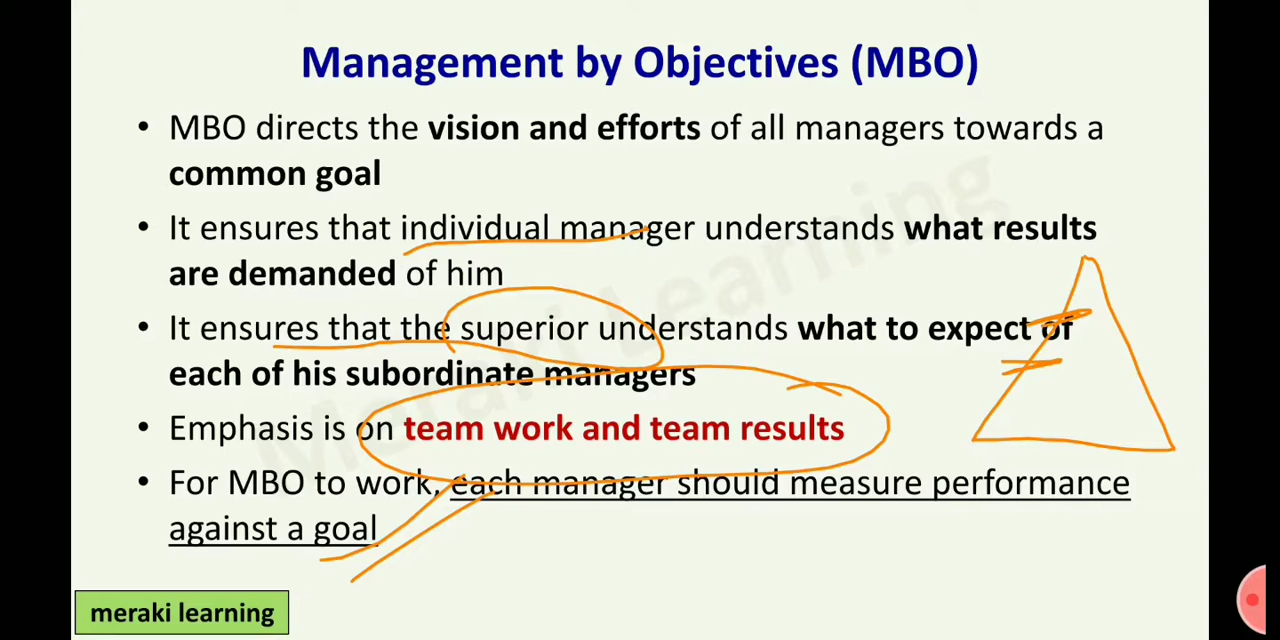 Management by Objectives (MBO)
• MBO directs the vision and efforts of all managers towards a
common goal
• It ensures that individual manager understands what results
are demanded of him
• It ensures that the superior understands what to expect of
each of his subordinate managers
• Emphasis is on team work and team results
• For MBO to work, each manager should measure performance
against a goal
Meraki Learning
meraki learning